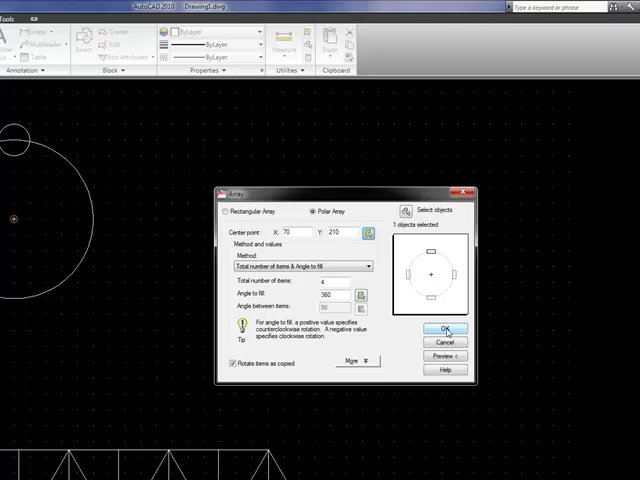 AutoCAD 2010 Drawing1.dwg
Type a keyword or phrase
Tools
Linear
Multileader
Table
Annotation
Insert
Create
Edit
Edit Attributes
Block
ByLayer
ByLayer
ByLayer
Properties
Measure
Utilities
Paste
Clipboard
Array
Rectangular Array
Polar Array
Select objects
Center point: X: 70 Y: 210
1 objects selected
Method and values
Method:
Total number of items & Angle to fill
Total number of items: 4
Angle to fill: 360
Angle between items: 90
For angle to fill, a positive value specifies
counterclockwise rotation. A negative value
specifies clockwise rotation.
Tip
Rotate items as copied
More
OK
Cancel
Preview <
Help